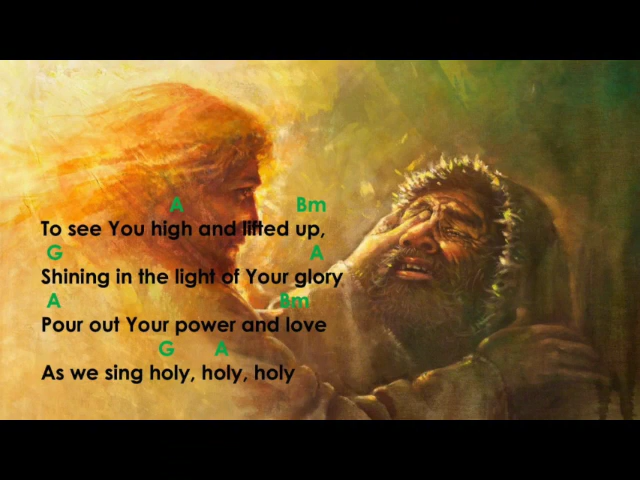 A Bm
To see You high and lifted up,
G A
Shining in the light of Your glory
A Bm
Pour out Your power and love
G A
As we sing holy, holy, holy